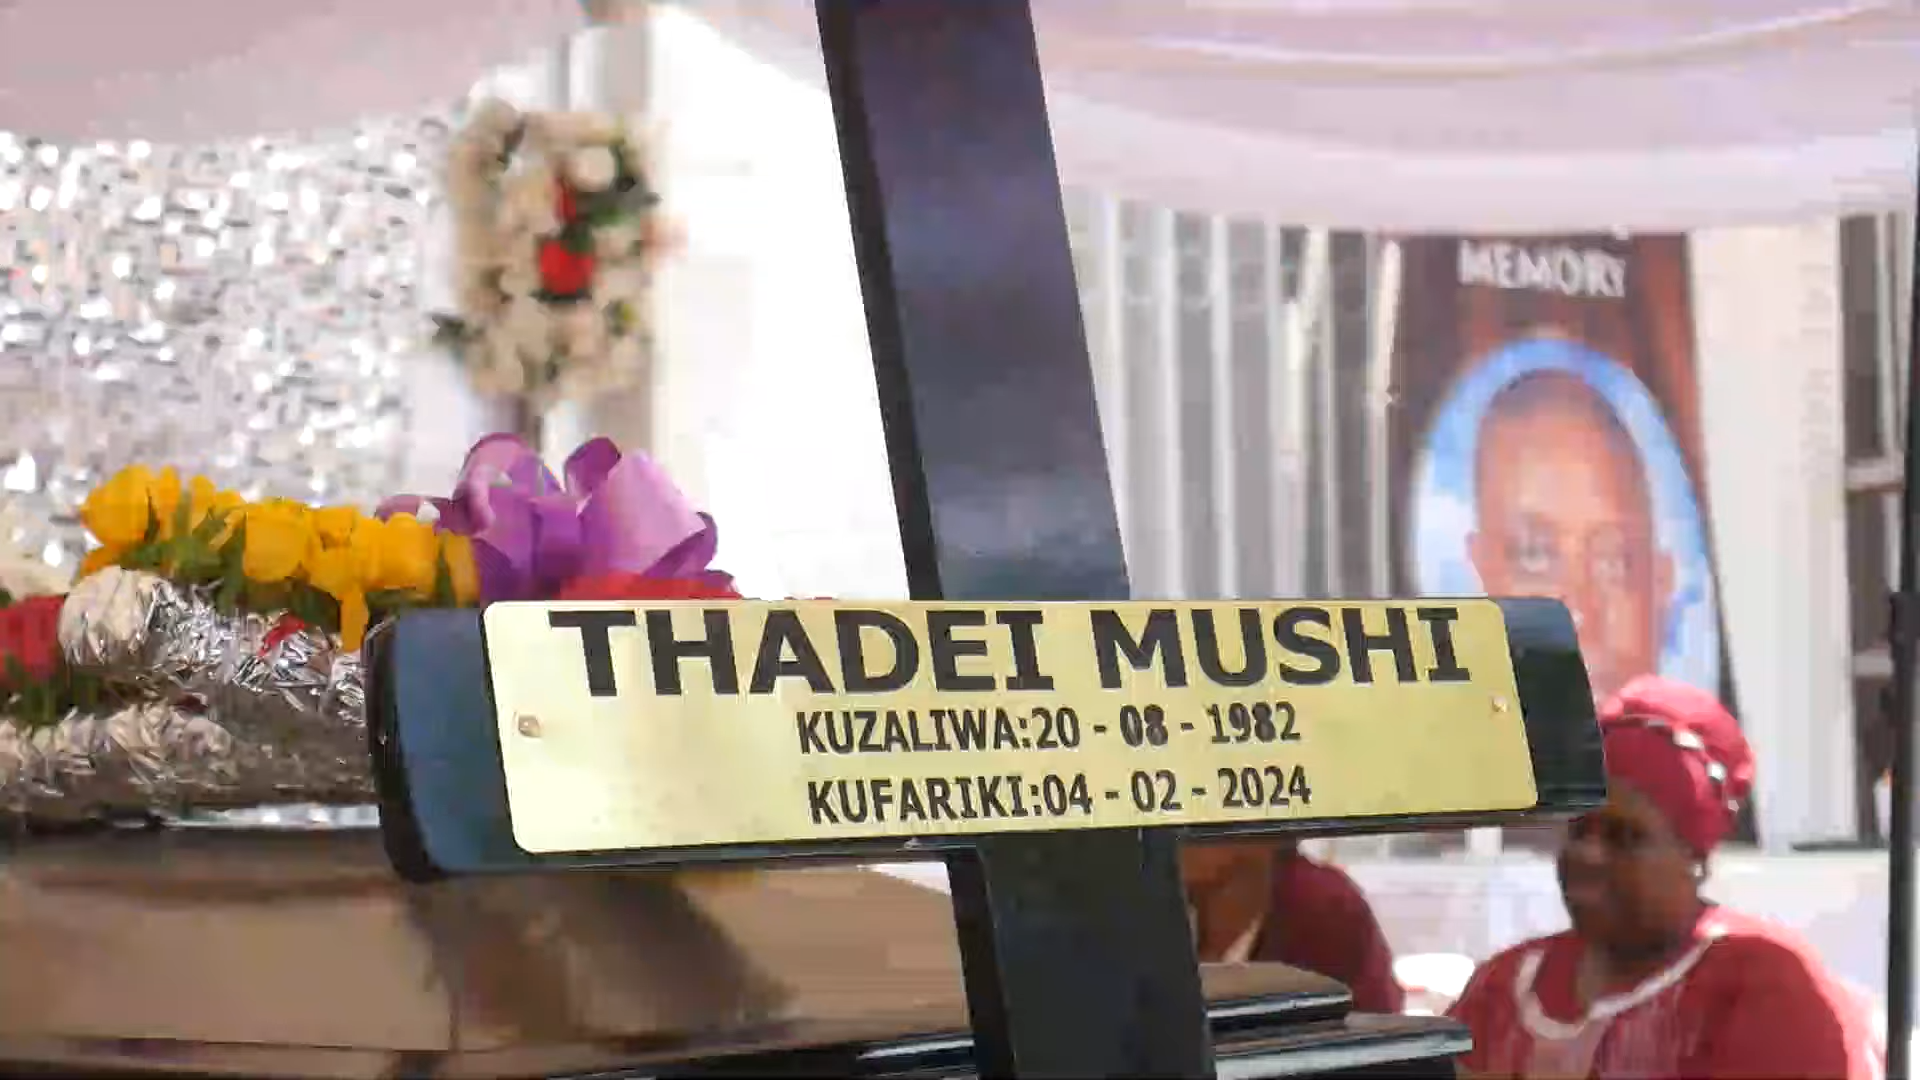 MEMORY
THADEI MUSHI
KUZALIWA:20 - 08 - 1982
KUFARIKI:04 - 02 - 2024